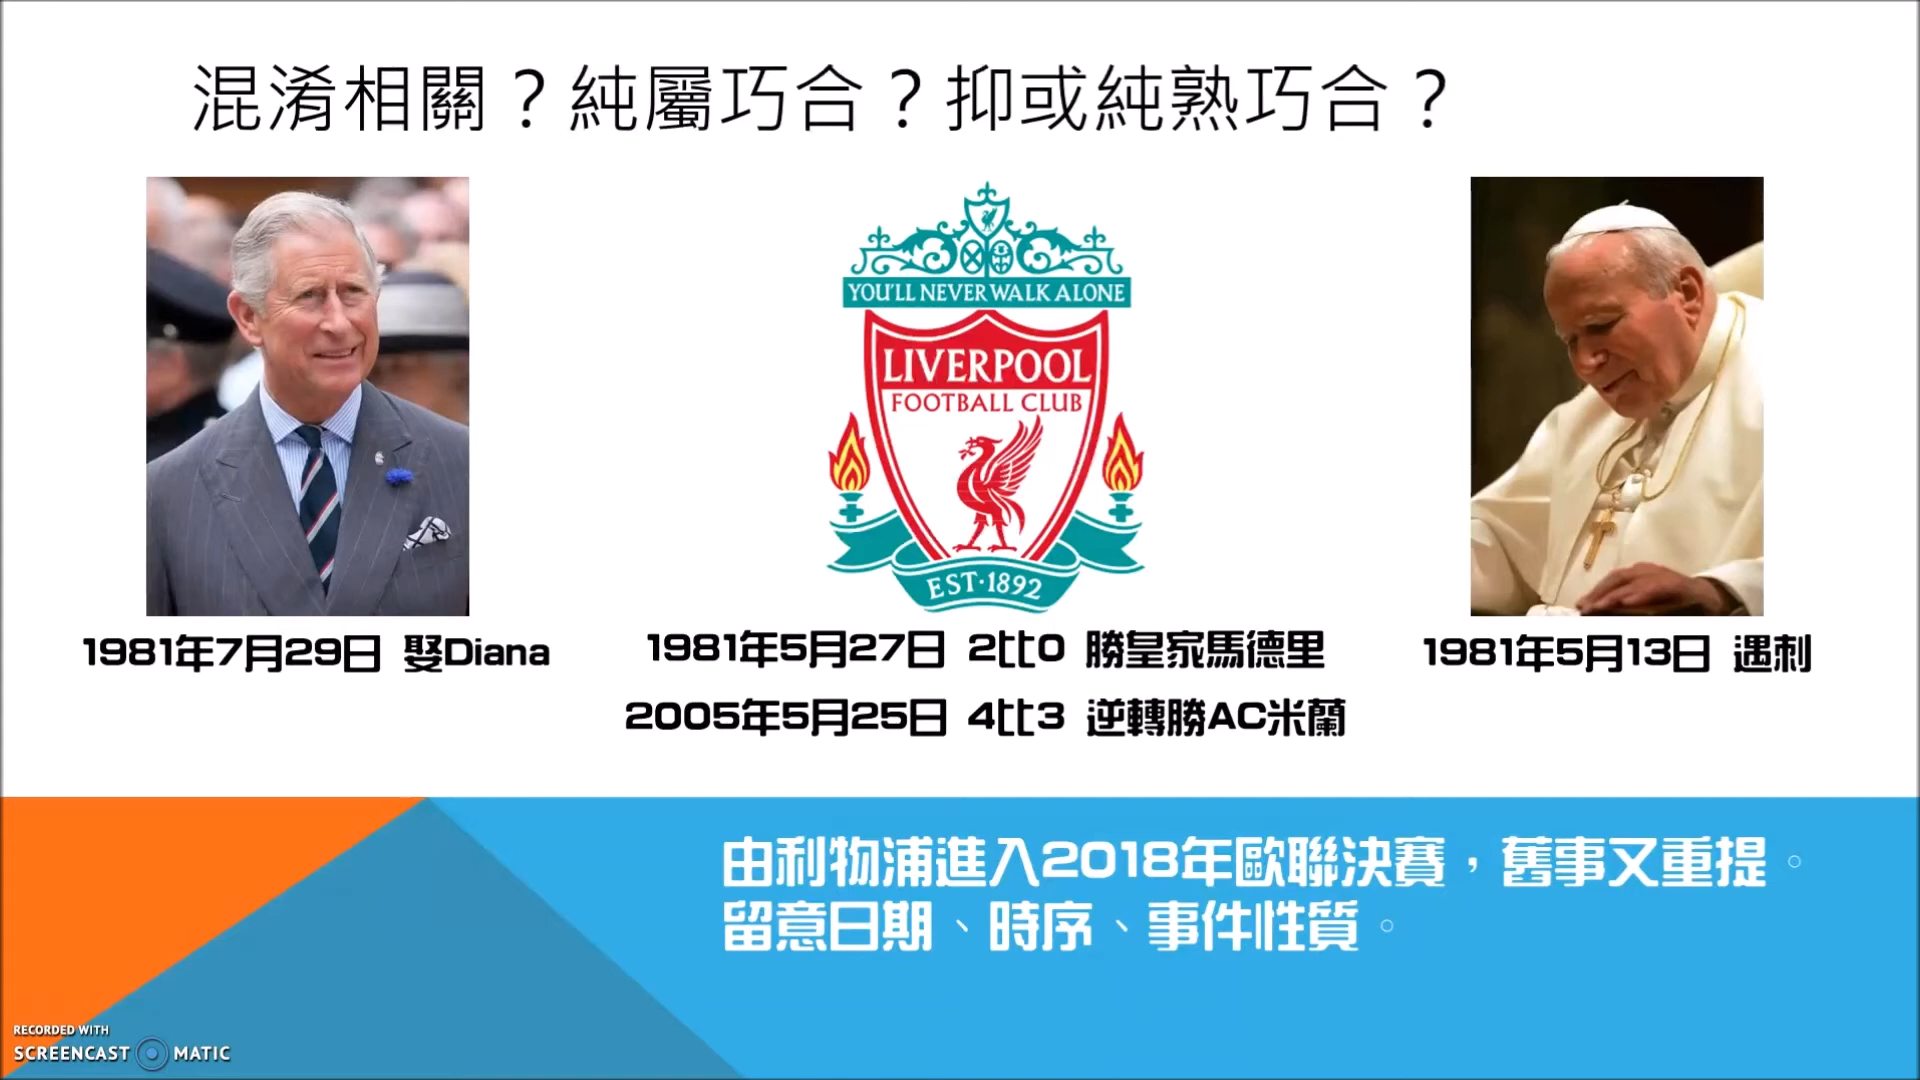 混淆相關？純屬巧合？抑或純熟巧合？
YOU'LL NEVER WALK ALONE
LIVERPOOL
FOOTBALL CLUB
EST·1892
1981年7月29日 娶Diana
1981年5月27日 2比0 勝皇家馬德里
2005年5月25日 4比3 逆轉勝AC米蘭
1981年5月13日 遇刺
由利物浦進入2018年歐聯決賽，舊事又重提。
留意日期、時序、事件性質。
RECORDED WITH
SCREENCAST MATIC